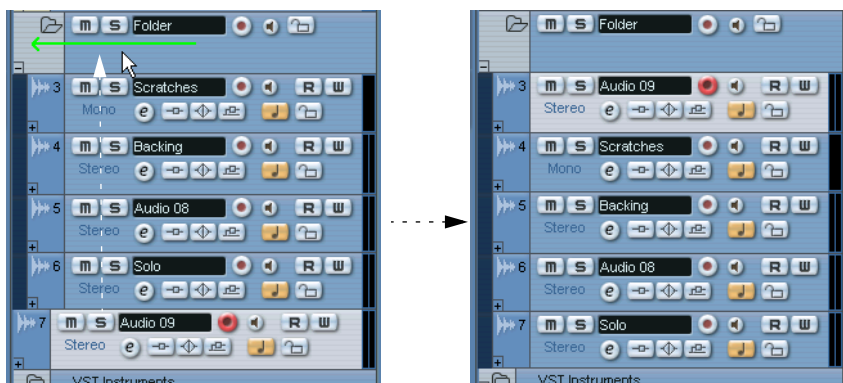 m S Folder
3 m S Scratches R W
Mono e
4 m S Backing R W
Stereo e
5 m S Audio 08 R W
Stereo e
6 m S Solo R W
Stereo e
7 m S Audio 09 R W
Stereo e
VST Instruments
m S Folder
3 m S Audio 09 R W
Stereo e
4 m S Scratches R W
Mono e
5 m S Backing R W
Stereo e
6 m S Audio 08 R W
Stereo e
7 m S Solo R W
Stereo e
VST Instruments